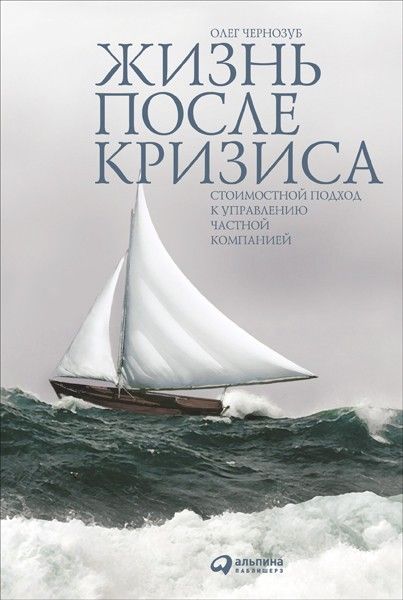 ОЛЕГ ЧЕРНОЗУБ
ЖИЗНЬ
ПОСЛЕ
КРИЗИСА
СТОИМОСТНОЙ ПОДХОД
К УПРАВЛЕНИЮ
ЧАСТНОЙ
КОМПАНИЕЙ
АЛЬПИНА
ПАБЛИШЕРЗ